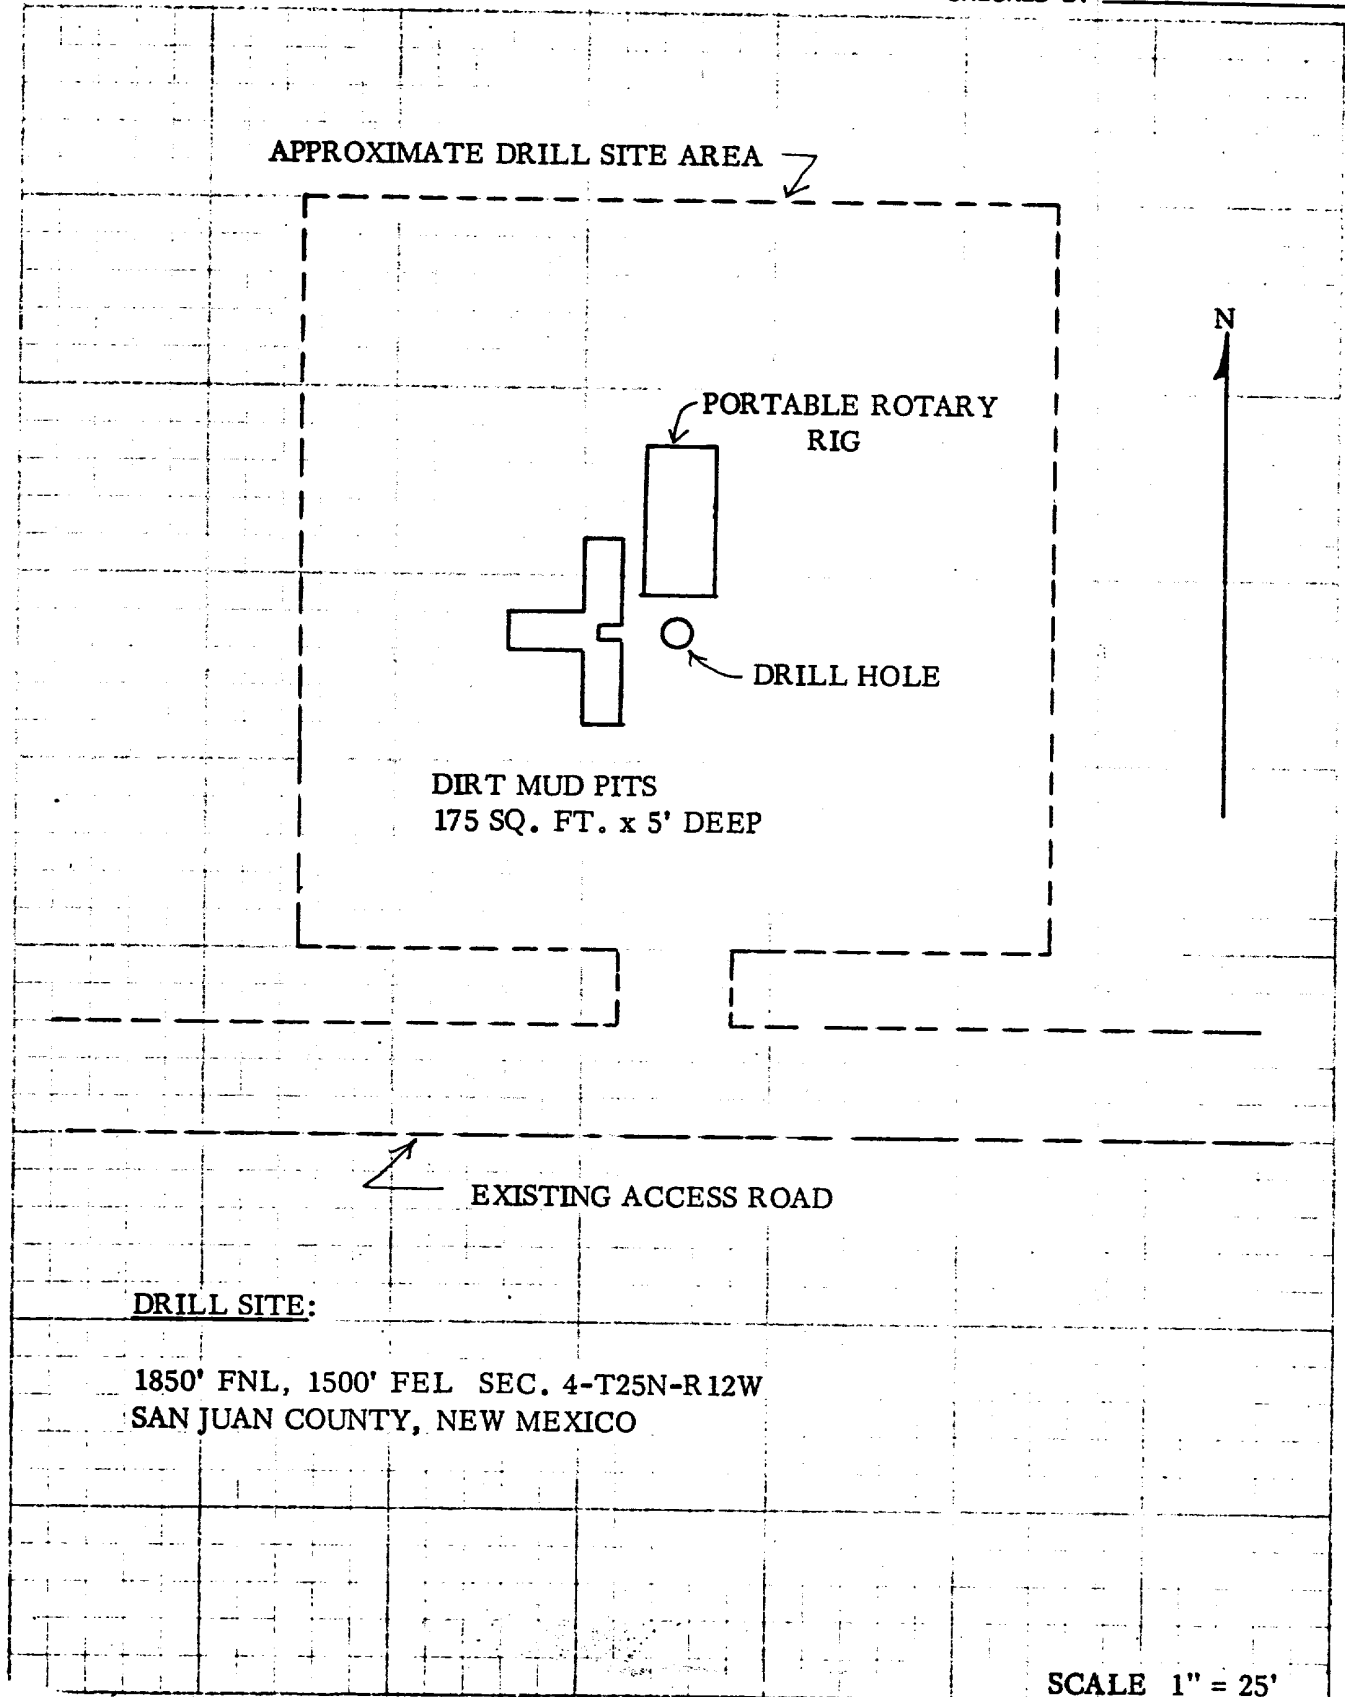 APPROXIMATE DRILL SITE AREA
N
PORTABLE ROTARY
RIG
DRILL HOLE
DIRT MUD PITS
175 SQ. FT. x 5' DEEP
EXISTING ACCESS ROAD
DRILL SITE:
1850' FNL, 1500' FEL SEC. 4-T25N-R12W
SAN JUAN COUNTY, NEW MEXICO
SCALE 1" = 25'